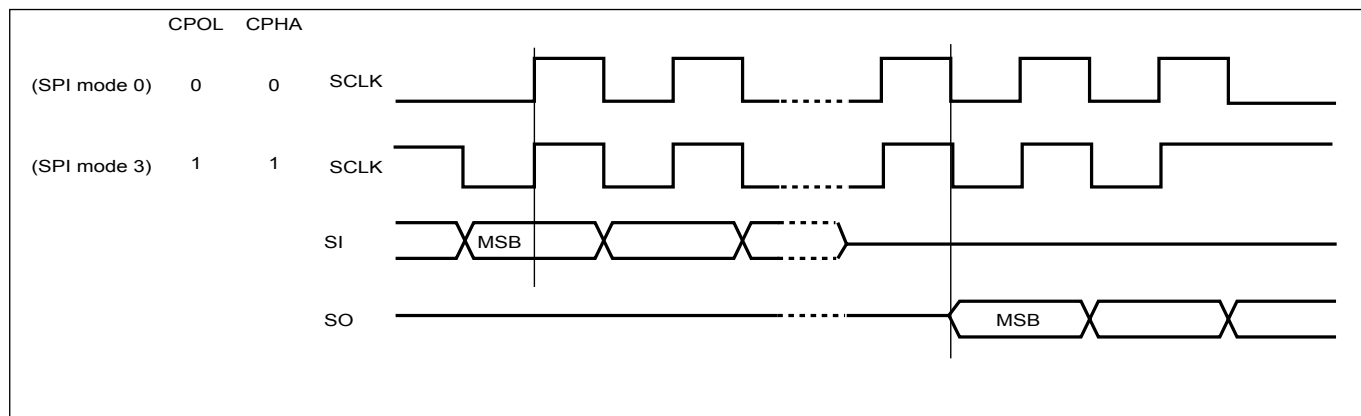 CPOL CPHA
(SPI mode 0) 0 0 SCLK
(SPI mode 3) 1 1 SCLK
SI MSB
SO MSB